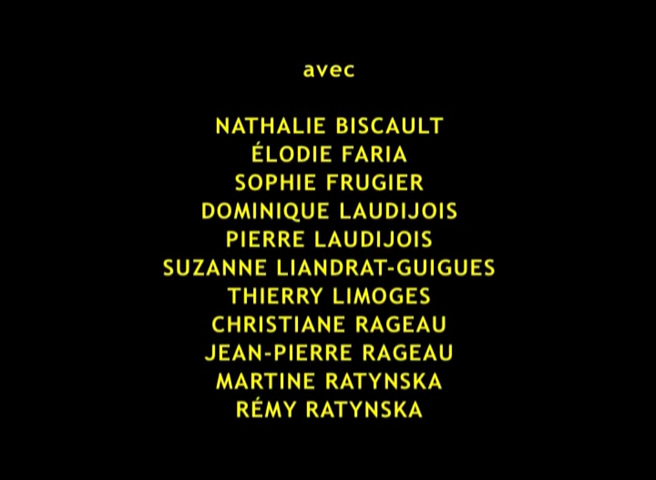 avec
NATHALIE BISCAULT
ÉLODIE FARIA
SOPHIE FRUGIER
DOMINIQUE LAUDIJOIS
PIERRE LAUDIJOIS
SUZANNE LIANDRAT-GUIGUES
THIERRY LIMOGES
CHRISTIANE RAGEAU
JEAN-PIERRE RAGEAU
MARTINE RATYNSKA
RÉMY RATYNSKA